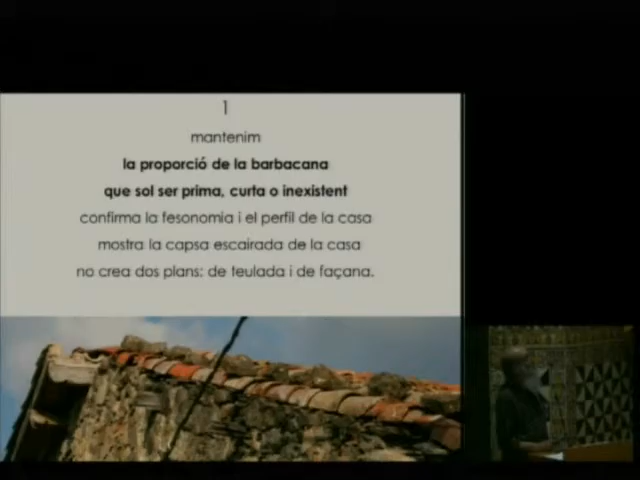 1
mantenim
la proporció de la barbacana
que sol ser prima, curta o inexistent
confirma la fesonomia i el perfil de la casa
mostra la capsa escairada de la casa
no crea dos plans: de teulada i de façana.